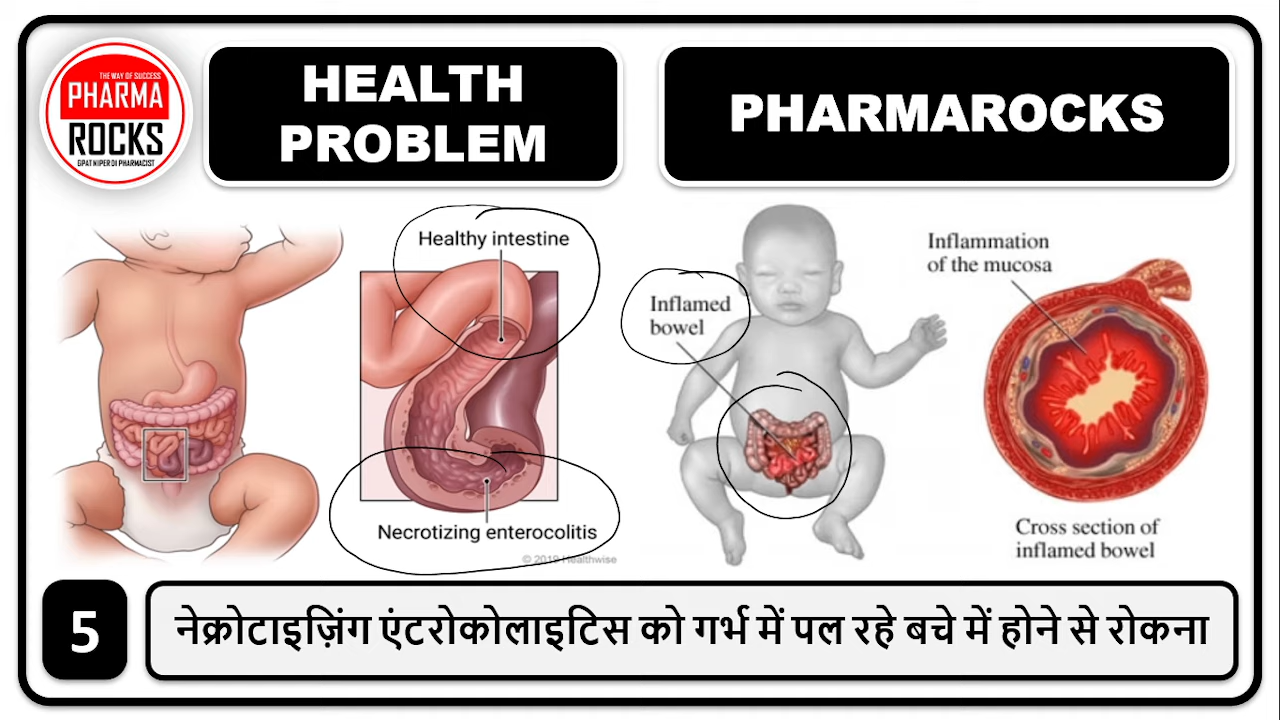 THE WAY OF SUCCESS
PHARMA
ROCKS
GPAT NIPER DI PHARMACIST
HEALTH
PROBLEM
PHARMAROCKS
Healthy intestine
Necrotizing enterocolitis
© 2019 Healthwise
Inflamed
bowel
Inflammation
of the mucosa
Cross section of
inflamed bowel
5
नेक्रोटाइज़िंग एंटरोकोलाइटिस को गर्भ में पल रहे बचे में होने से रोकना